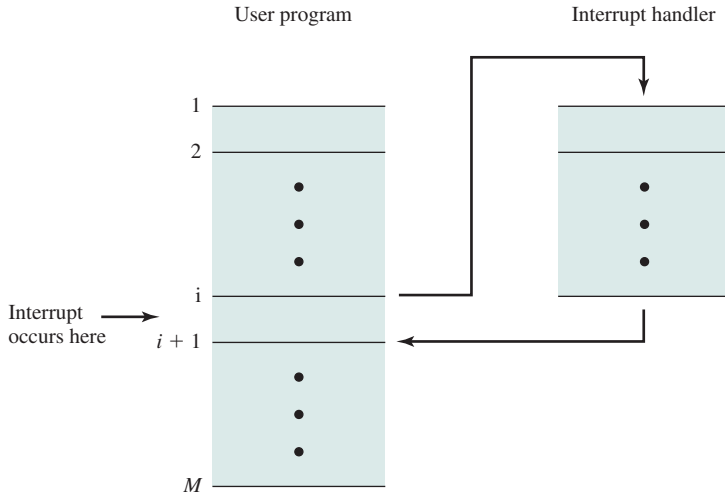 User program
Interrupt handler
1
2
i
Interrupt
occurs here
i + 1
M